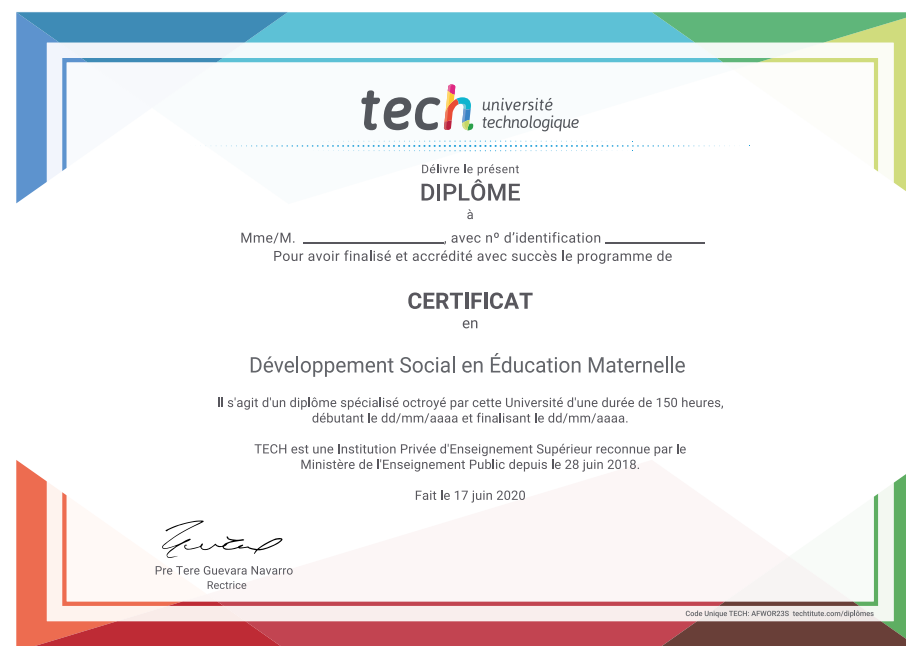 tech université
technologique
Délivre le présent
DIPLÔME
à
Mme/M. ____________________, avec nº d'identification ______________
Pour avoir finalisé et accrédité avec succès le programme de
CERTIFICAT
en
Développement Social en Éducation Maternelle
Il s'agit d'un diplôme spécialisé octroyé par cette Université d'une durée de 150 heures,
débutant le dd/mm/aaaa et finalisant le dd/mm/aaaa.
TECH est une Institution Privée d'Enseignement Supérieur reconnue par le
Ministère de l'Enseignement Public depuis le 28 juin 2018.
Fait le 17 juin 2020
Pre Tere Guevara Navarro
Rectrice
Code Unique TECH: AFWOR23S techtitute.com/diplômes